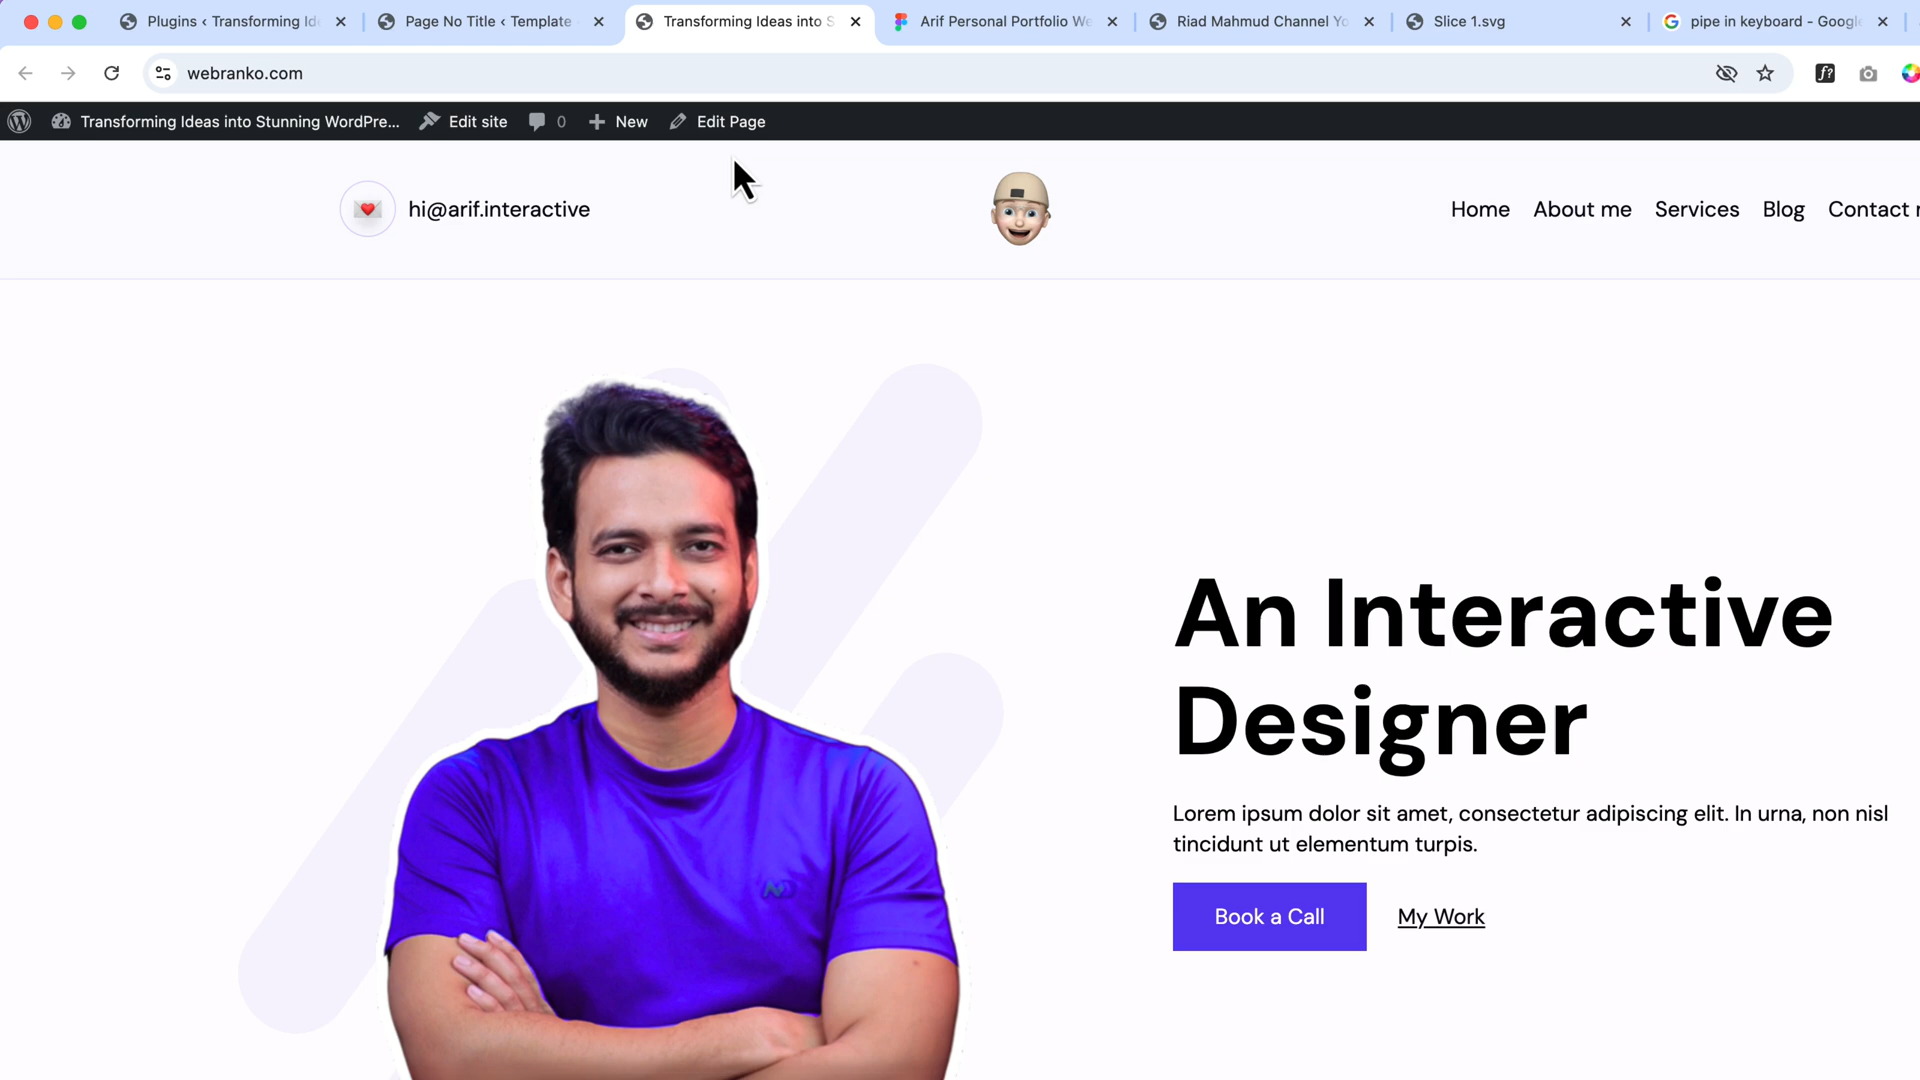 Plugins ‹ Transforming Id
Page No Title ‹ Template
Transforming Ideas into S
Arif Personal Portfolio We
Riad Mahmud Channel Yo
Slice 1.svg
pipe in keyboard - Google
webranko.com
f?
Transforming Ideas into Stunning WordPre...
Edit site
0
New
Edit Page
hi@arif.interactive
Home
About me
Services
Blog
Contact
An Interactive
Designer
Lorem ipsum dolor sit amet, consectetur adipiscing elit. In urna, non nisl
tincidunt ut elementum turpis.
Book a Call
My Work